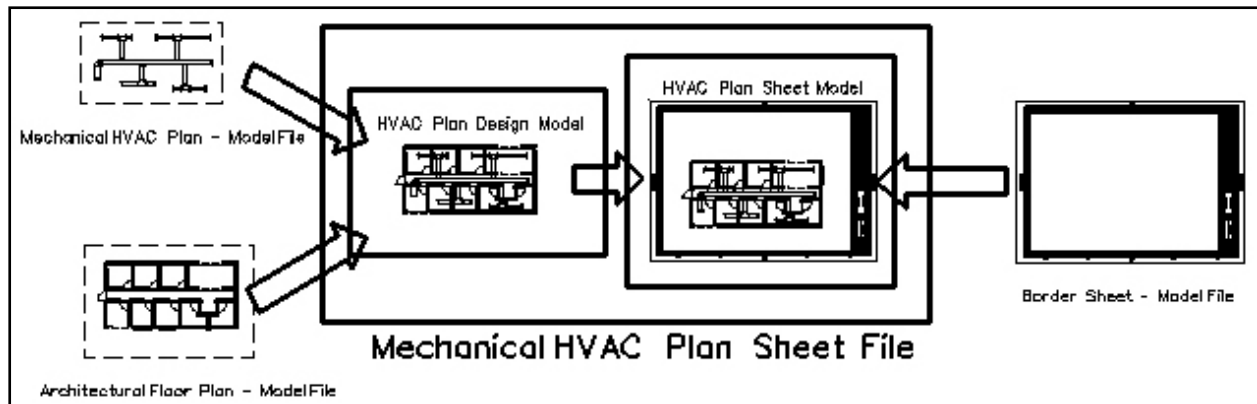 Mechanical HVAC Plan - Model File
HVAC Plan Design Model
HVAC Plan Sheet Model
Border Sheet - Model File
Mechanical HVAC Plan Sheet File
Architectural Floor Plan - Model File